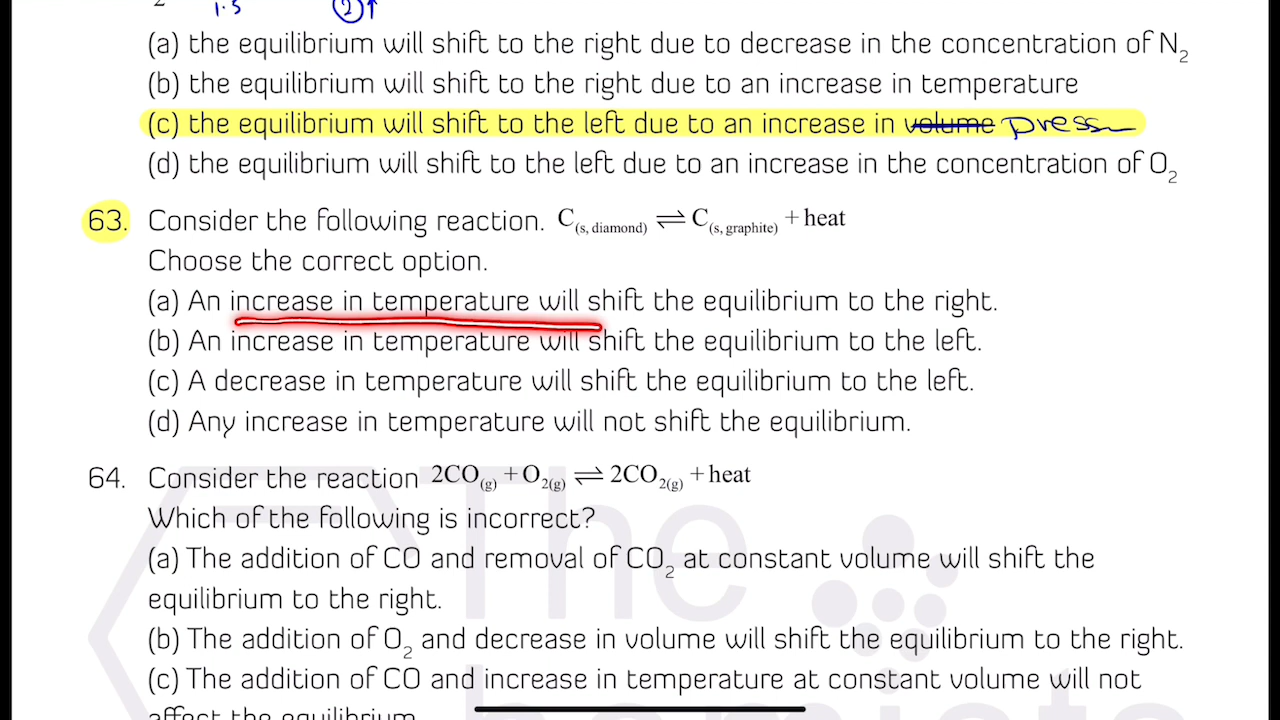 1.5 2↑
(a) the equilibrium will shift to the right due to decrease in the concentration of N₂
(b) the equilibrium will shift to the right due to an increase in temperature
(c) the equilibrium will shift to the left due to an increase in volume press
(d) the equilibrium will shift to the left due to an increase in the concentration of O₂
63. Consider the following reaction. C(s, diamond) ⇌ C(s, graphite) + heat
Choose the correct option.
(a) An increase in temperature will shift the equilibrium to the right.
(b) An increase in temperature will shift the equilibrium to the left.
(c) A decrease in temperature will shift the equilibrium to the left.
(d) Any increase in temperature will not shift the equilibrium.
64. Consider the reaction 2CO(g) + O₂(g) ⇌ 2CO₂(g) + heat
Which of the following is incorrect?
(a) The addition of CO and removal of CO₂ at constant volume will shift the
equilibrium to the right.
(b) The addition of O₂ and decrease in volume will shift the equilibrium to the right.
(c) The addition of CO and increase in temperature at constant volume will not
affect the equilibrium
The